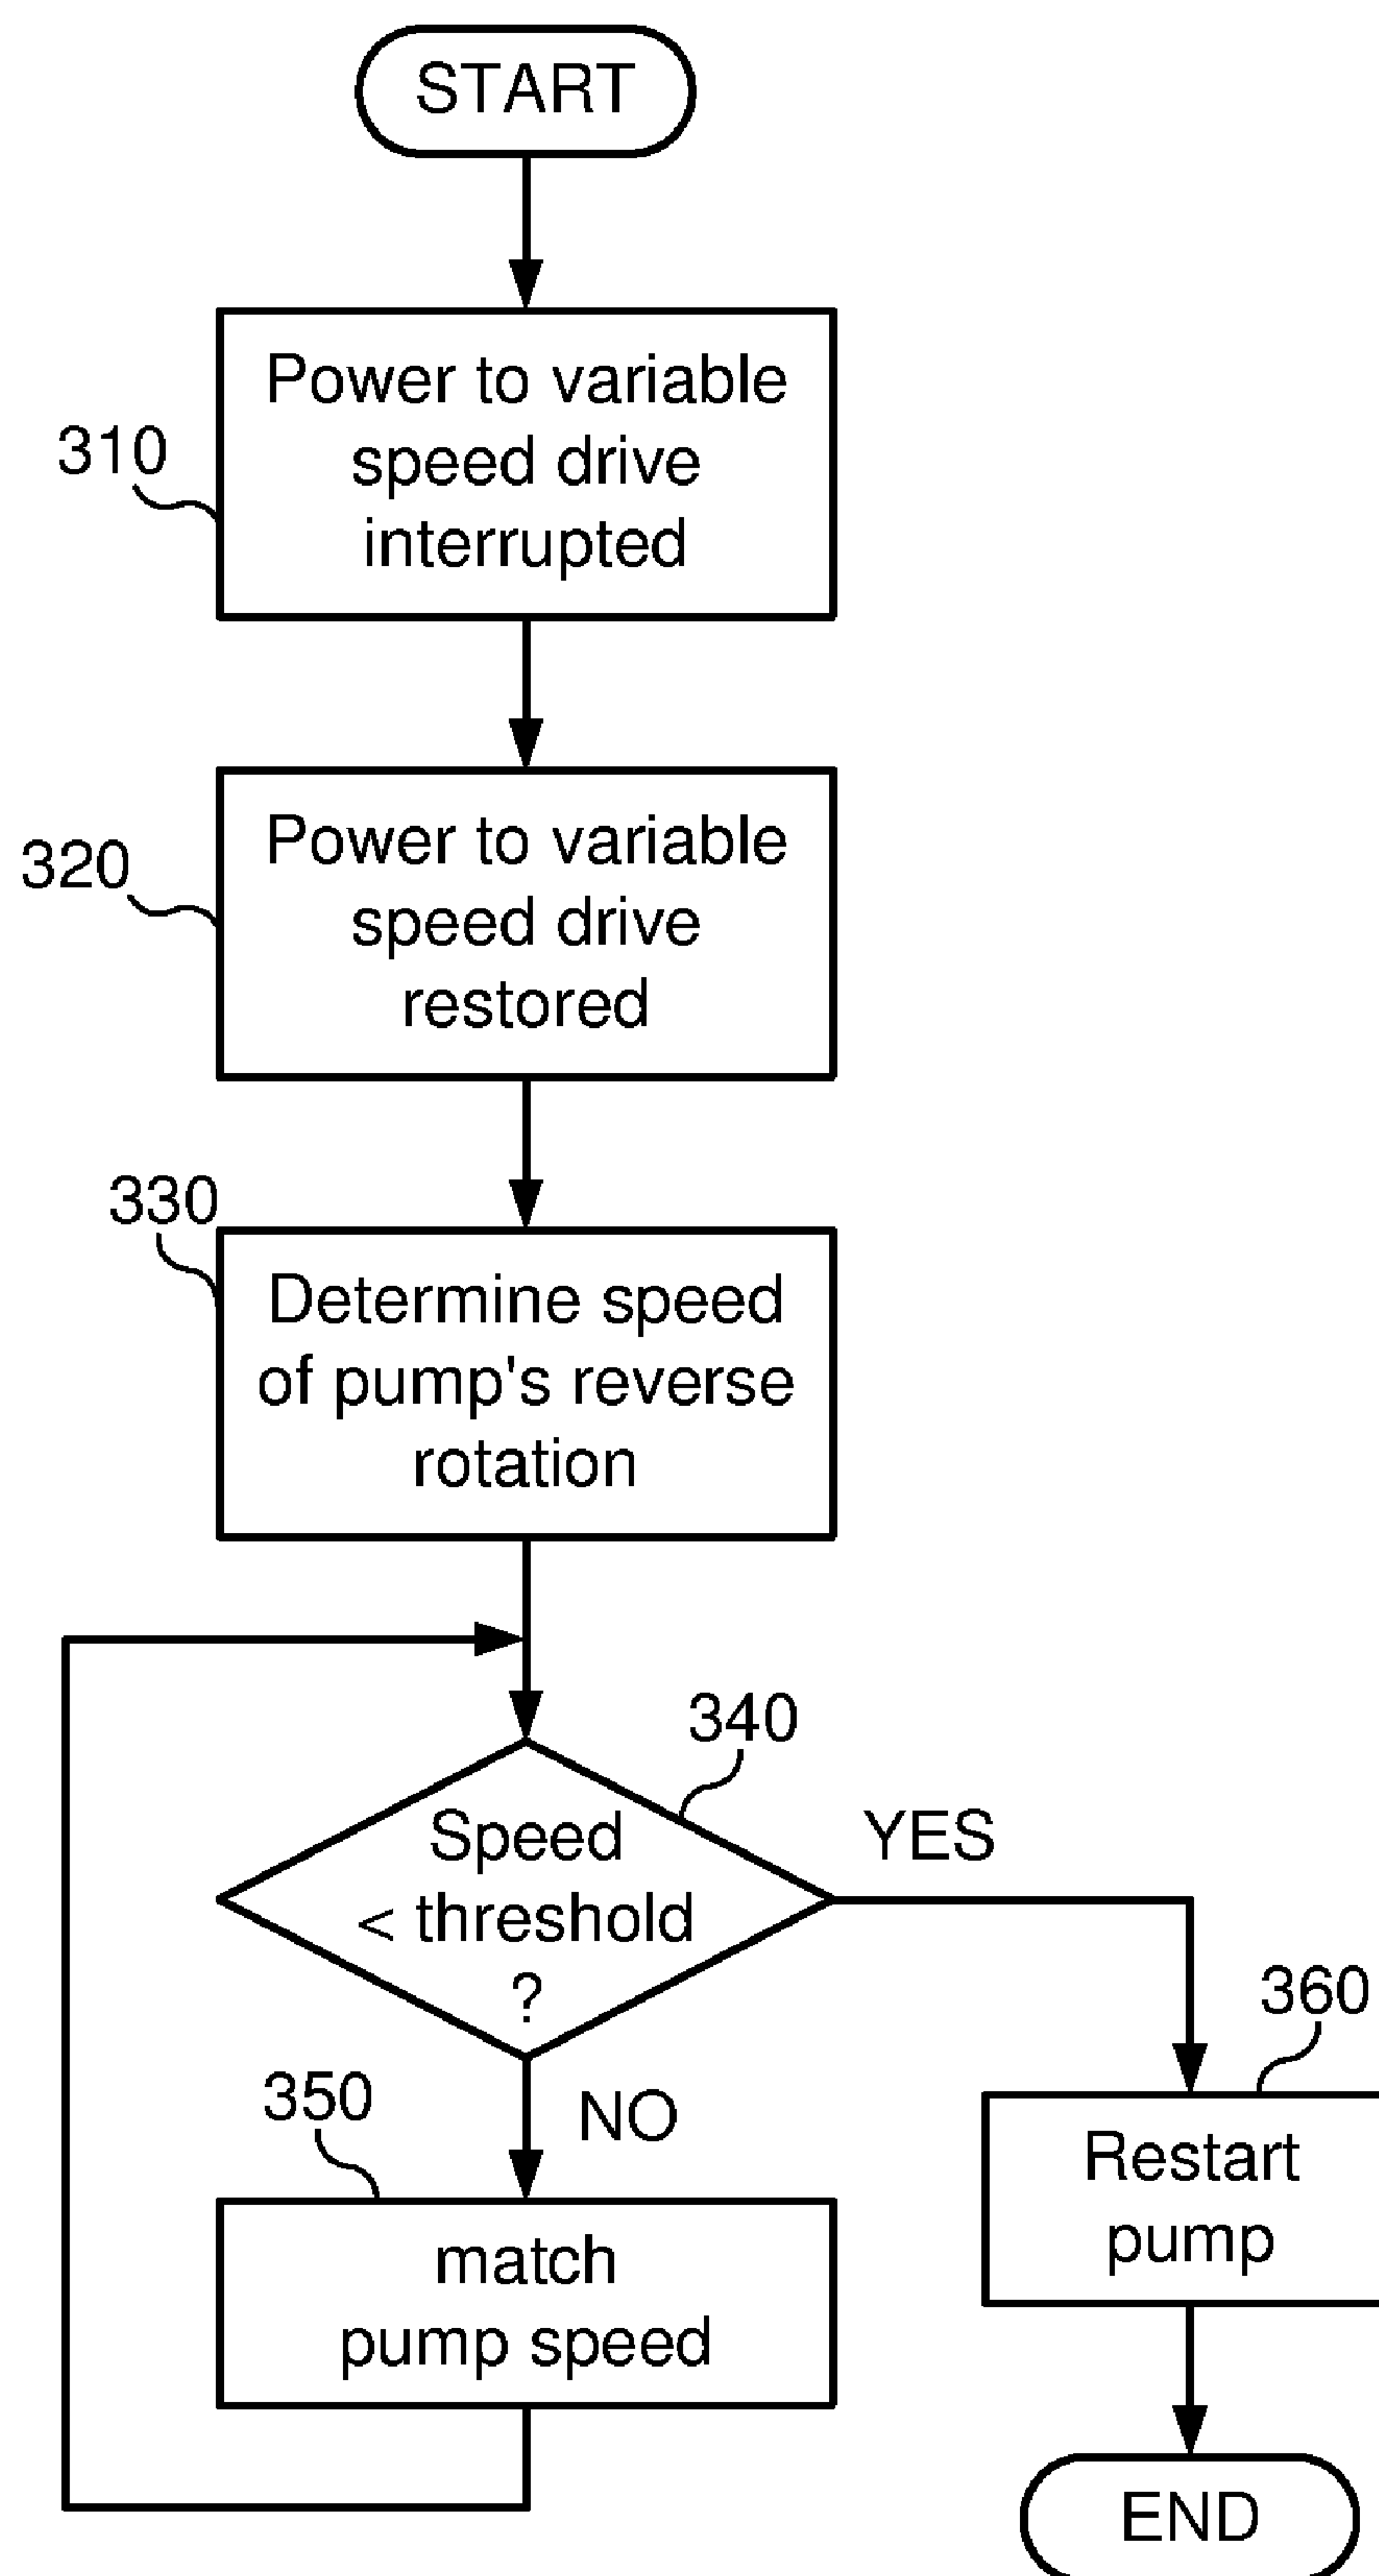 START
310
Power to variable
speed drive
interrupted
320
Power to variable
speed drive
restored
330
Determine speed
of pump's reverse
rotation
340
Speed
< threshold
?
YES
NO
350
match
pump speed
360
Restart
pump
END